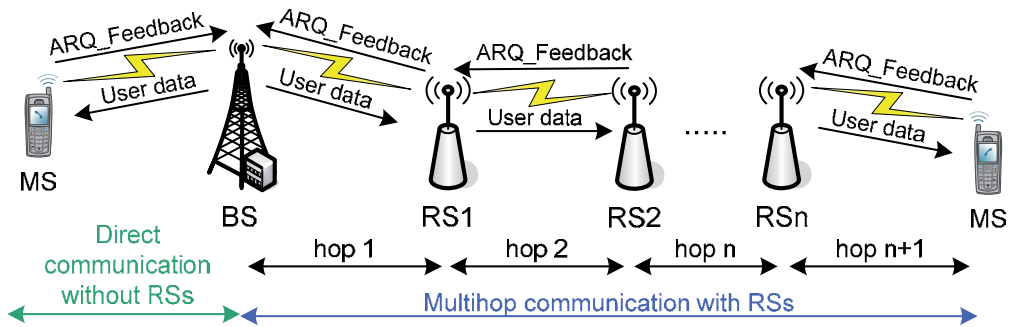 ARQ_Feedback
User data
MS
BS
ARQ_Feedback
User data
RS1
ARQ_Feedback
User data
RS2
.....
RSn
ARQ_Feedback
User data
MS
hop 1
hop 2
hop n
hop n+1
Direct
communication
without RSs
Multihop communication with RSs